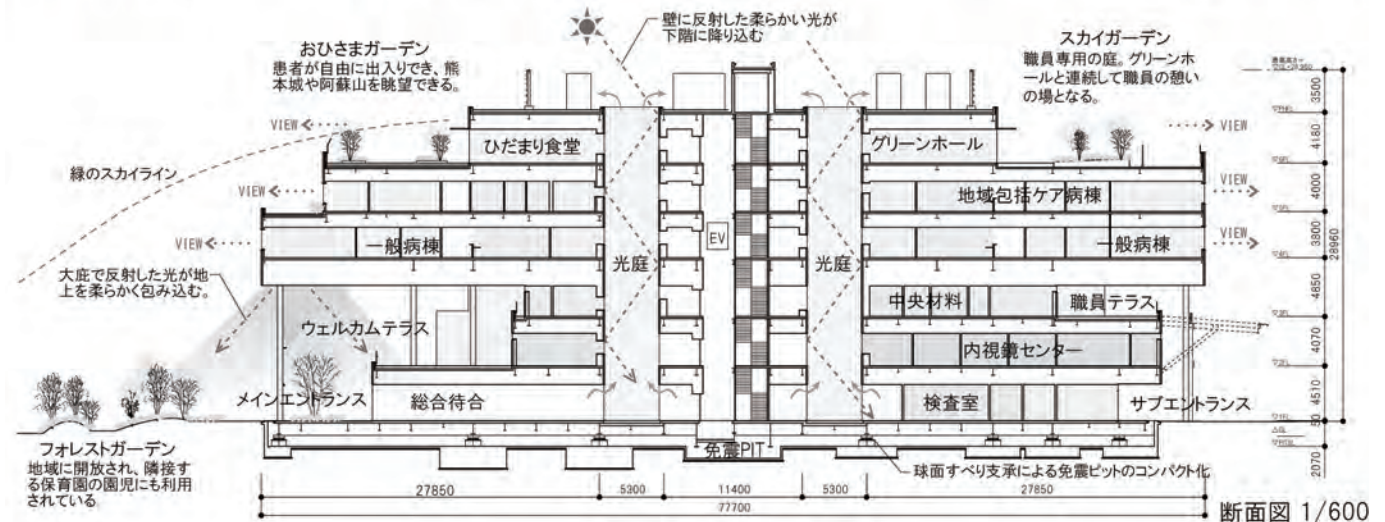 壁に反射した柔らかい光が
下階に降り込む
おひさまガーデン
患者が自由に出入りでき、熊
本城や阿蘇山を眺望できる。
スカイガーデン
職員専用の庭。グリーンホ
ールと連続して職員の憩い
の場となる。
VIEW
VIEW
ひだまり食堂
グリーンホール
緑のスカイライン
VIEW
地域包括ケア病棟
VIEW
VIEW
一般病棟
EV
一般病棟
VIEW
光庭
光庭
大庇で反射した光が地
上を柔らかく包み込む。
ウェルカムテラス
中央材料
職員テラス
内視鏡センター
メインエントランス
総合待合
検査室
サブエントランス
フォレストガーデン
地域に開放され、隣接す
る保育園の園児にも利用
されている。
免震PIT
球面すべり支承による免震ピットのコンパクト化
27850
5300
11400
5300
27850
77700
3500
4180
4000
3800
4850
4070
4510
50
2070
28960
断面図 1/600